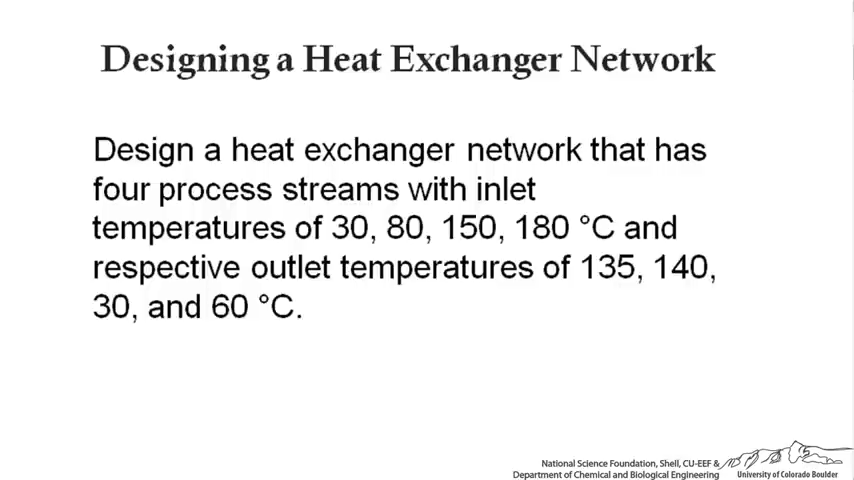 Designing a Heat Exchanger Network
Design a heat exchanger network that has
four process streams with inlet
temperatures of 30, 80, 150, 180 °C and
respective outlet temperatures of 135, 140,
30, and 60 °C.
National Science Foundation, Shell, CU-EEF &
Department of Chemical and Biological Engineering
University of Colorado Boulder